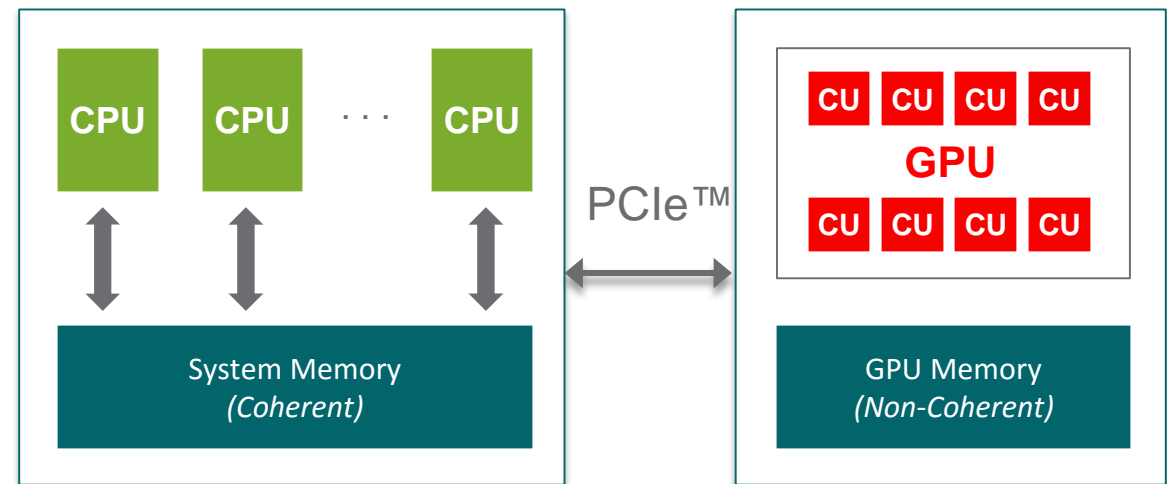 CPU
CPU
. . .
CPU
System Memory
(Coherent)
PCIe™
CU
CU
CU
CU
GPU
CU
CU
CU
CU
GPU Memory
(Non-Coherent)